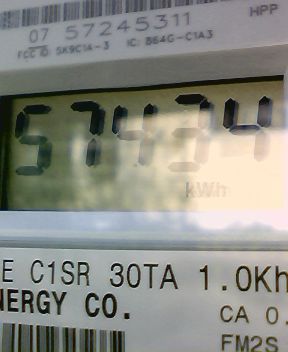 HPP
07 57245311
FCC ID SK9C1A-3 IC: 864G-C1A3
57434
kWh
E C1SR 30TA 1.0Kh
NERGY CO.
CA 0.
FM2S